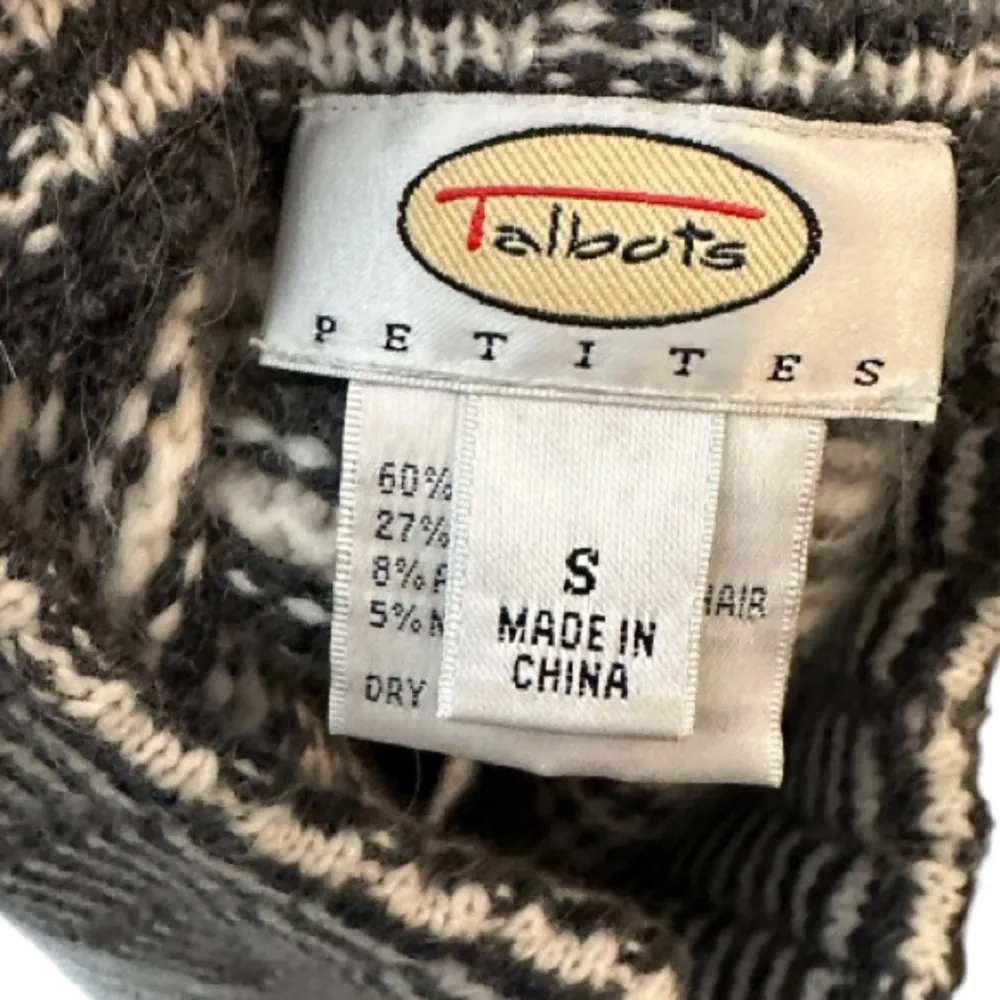 Talbots
PETITES
60%
27%
8%
5%
HAIR
DRY
S
MADE IN
CHINA